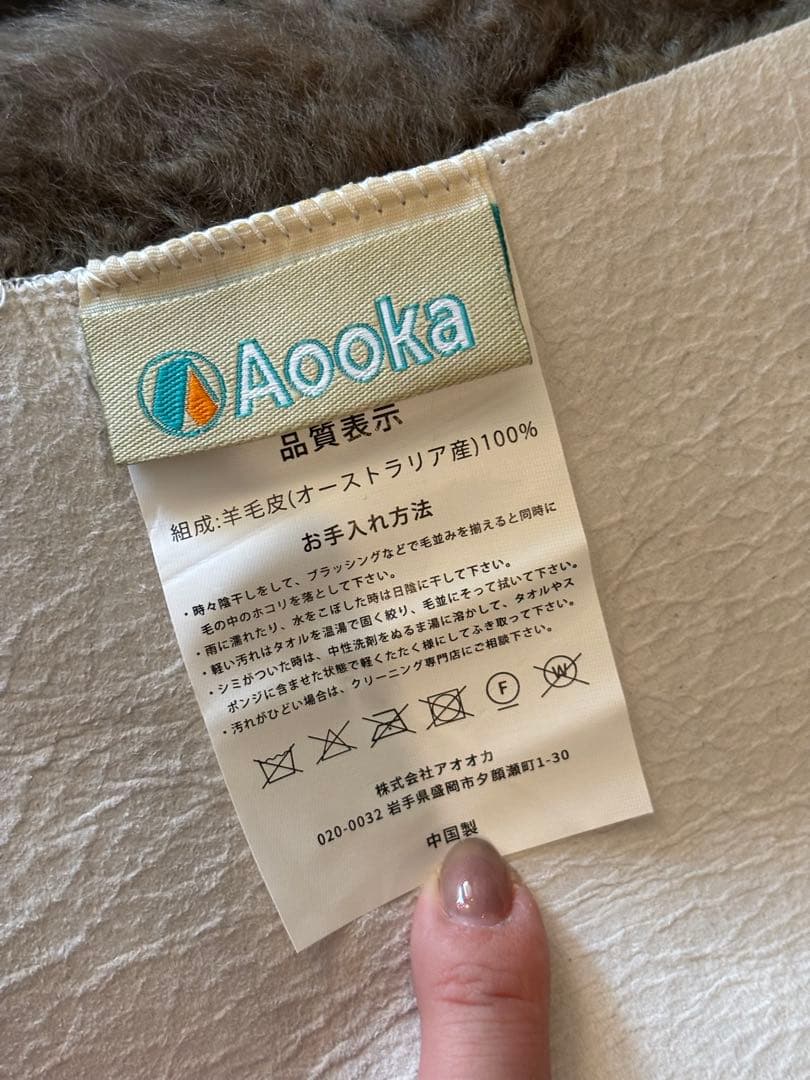 Aooka
品質表示
組成:羊毛皮(オーストラリア産)100%
お手入れ方法
・時々陰干しをして、ブラッシングなどで毛並みを揃えると同時に
毛の中のホコリを落として下さい。
・雨に濡れたり、水をこぼした時は日陰に干して下さい。
・軽い汚れはタオルを温湯で固く絞り、毛並にそって拭いて下さい。
・シミがついた時は、中性洗剤をぬるま湯に溶かして、タオルやス
ポンジに含ませた状態で軽くたたく様にしてふき取って下さい。
・汚れがひどい場合は、クリーニング専門店にご相談下さい。
F W
株式会社アオオカ
020-0032 岩手県盛岡市夕顔瀬町1-30
中国製